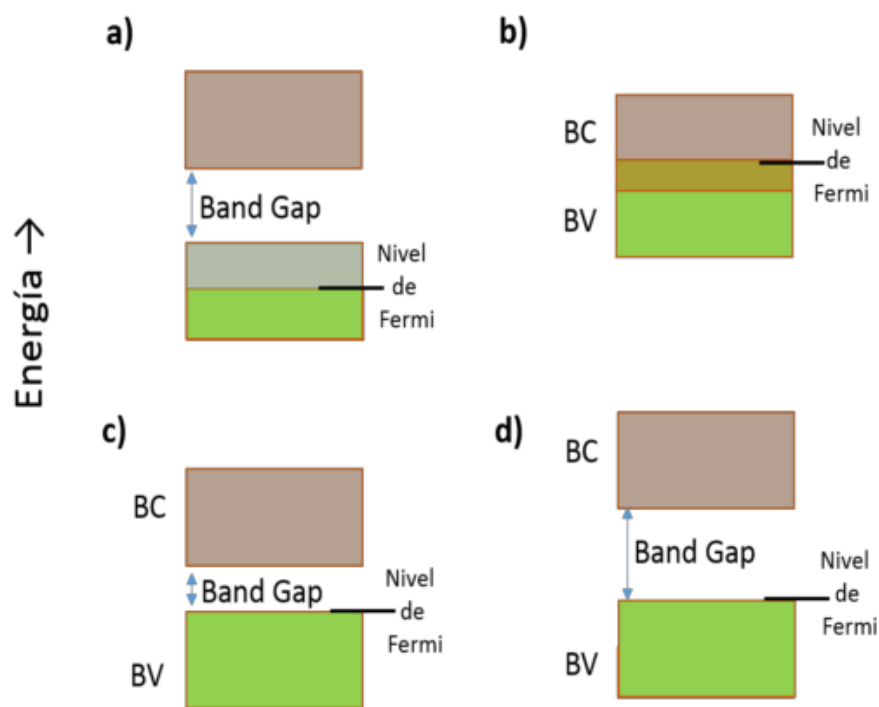 Energía →
a)
Band Gap
Nivel
de
Fermi
b)
BC
BV
Nivel
de
Fermi
c)
BC
Band Gap
BV
Nivel
de
Fermi
d)
BC
Band Gap
BV
Nivel
de
Fermi